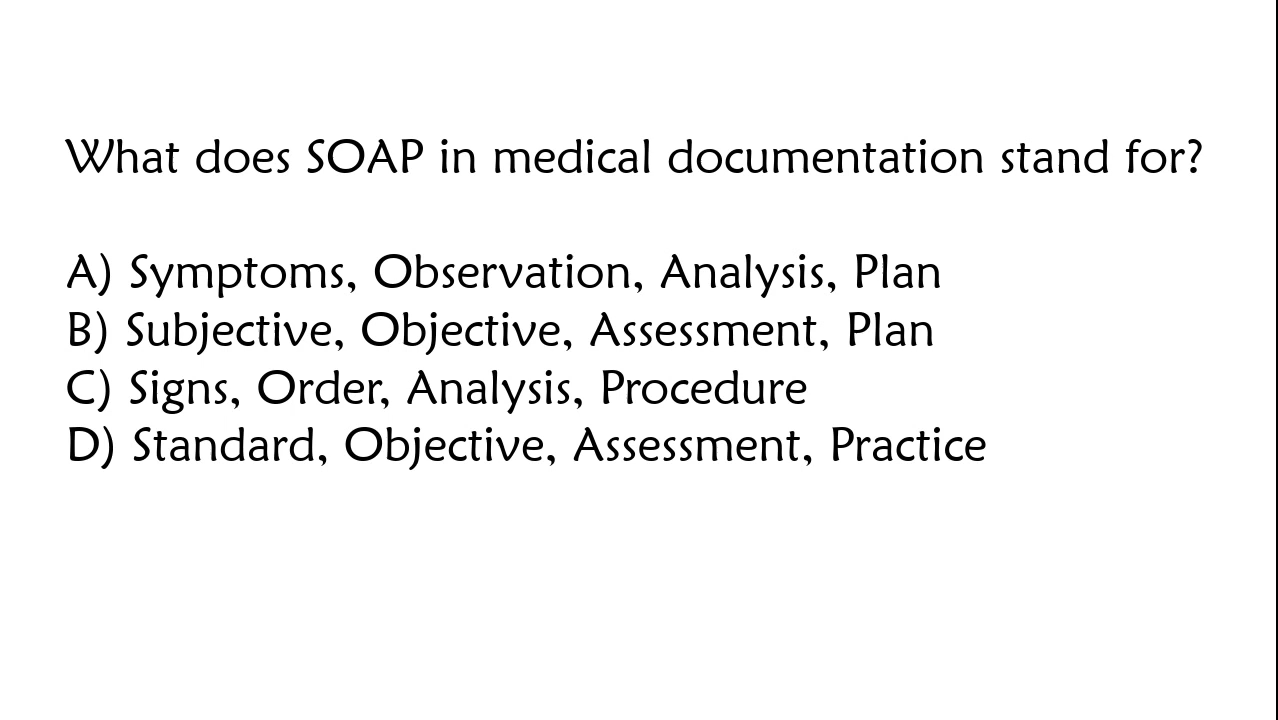 What does SOAP in medical documentation stand for?
A) Symptoms, Observation, Analysis, Plan
B) Subjective, Objective, Assessment, Plan
C) Signs, Order, Analysis, Procedure
D) Standard, Objective, Assessment, Practice